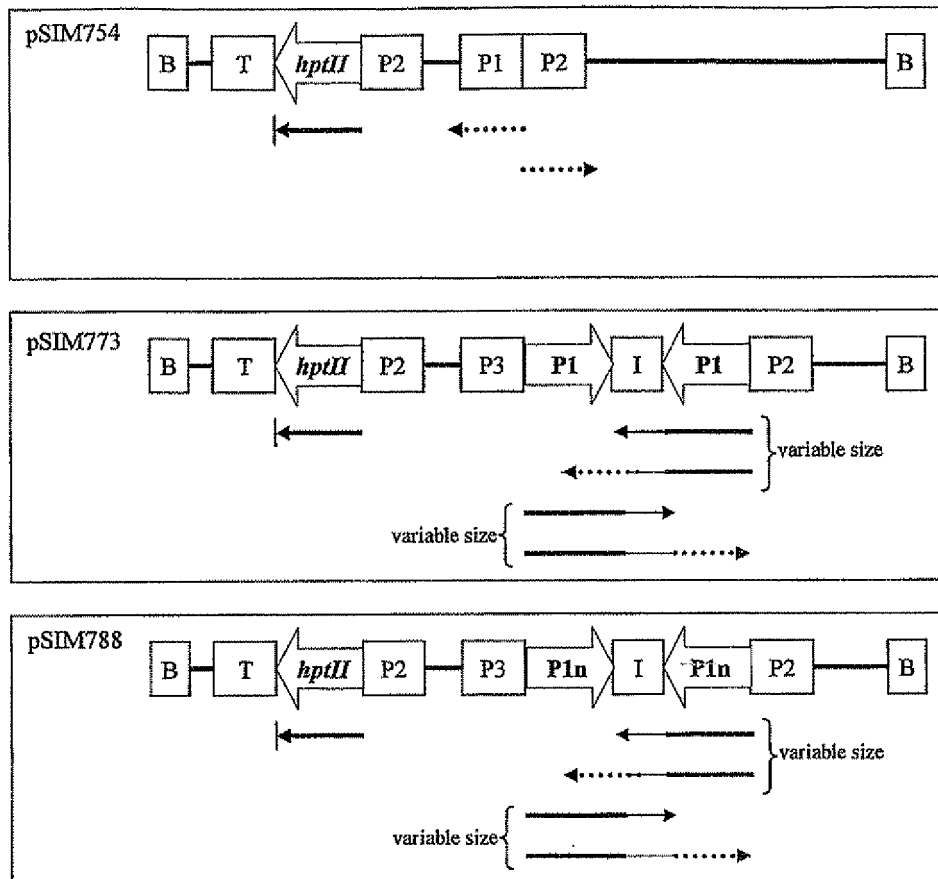 pSIM754
B T hptII P2 P1 P2 B
pSIM773
B T hptII P2 P3 P1 I P1 P2 B
variable size
variable size
pSIM788
B T hptII P2 P3 P1n I P1n P2 B
variable size
variable size